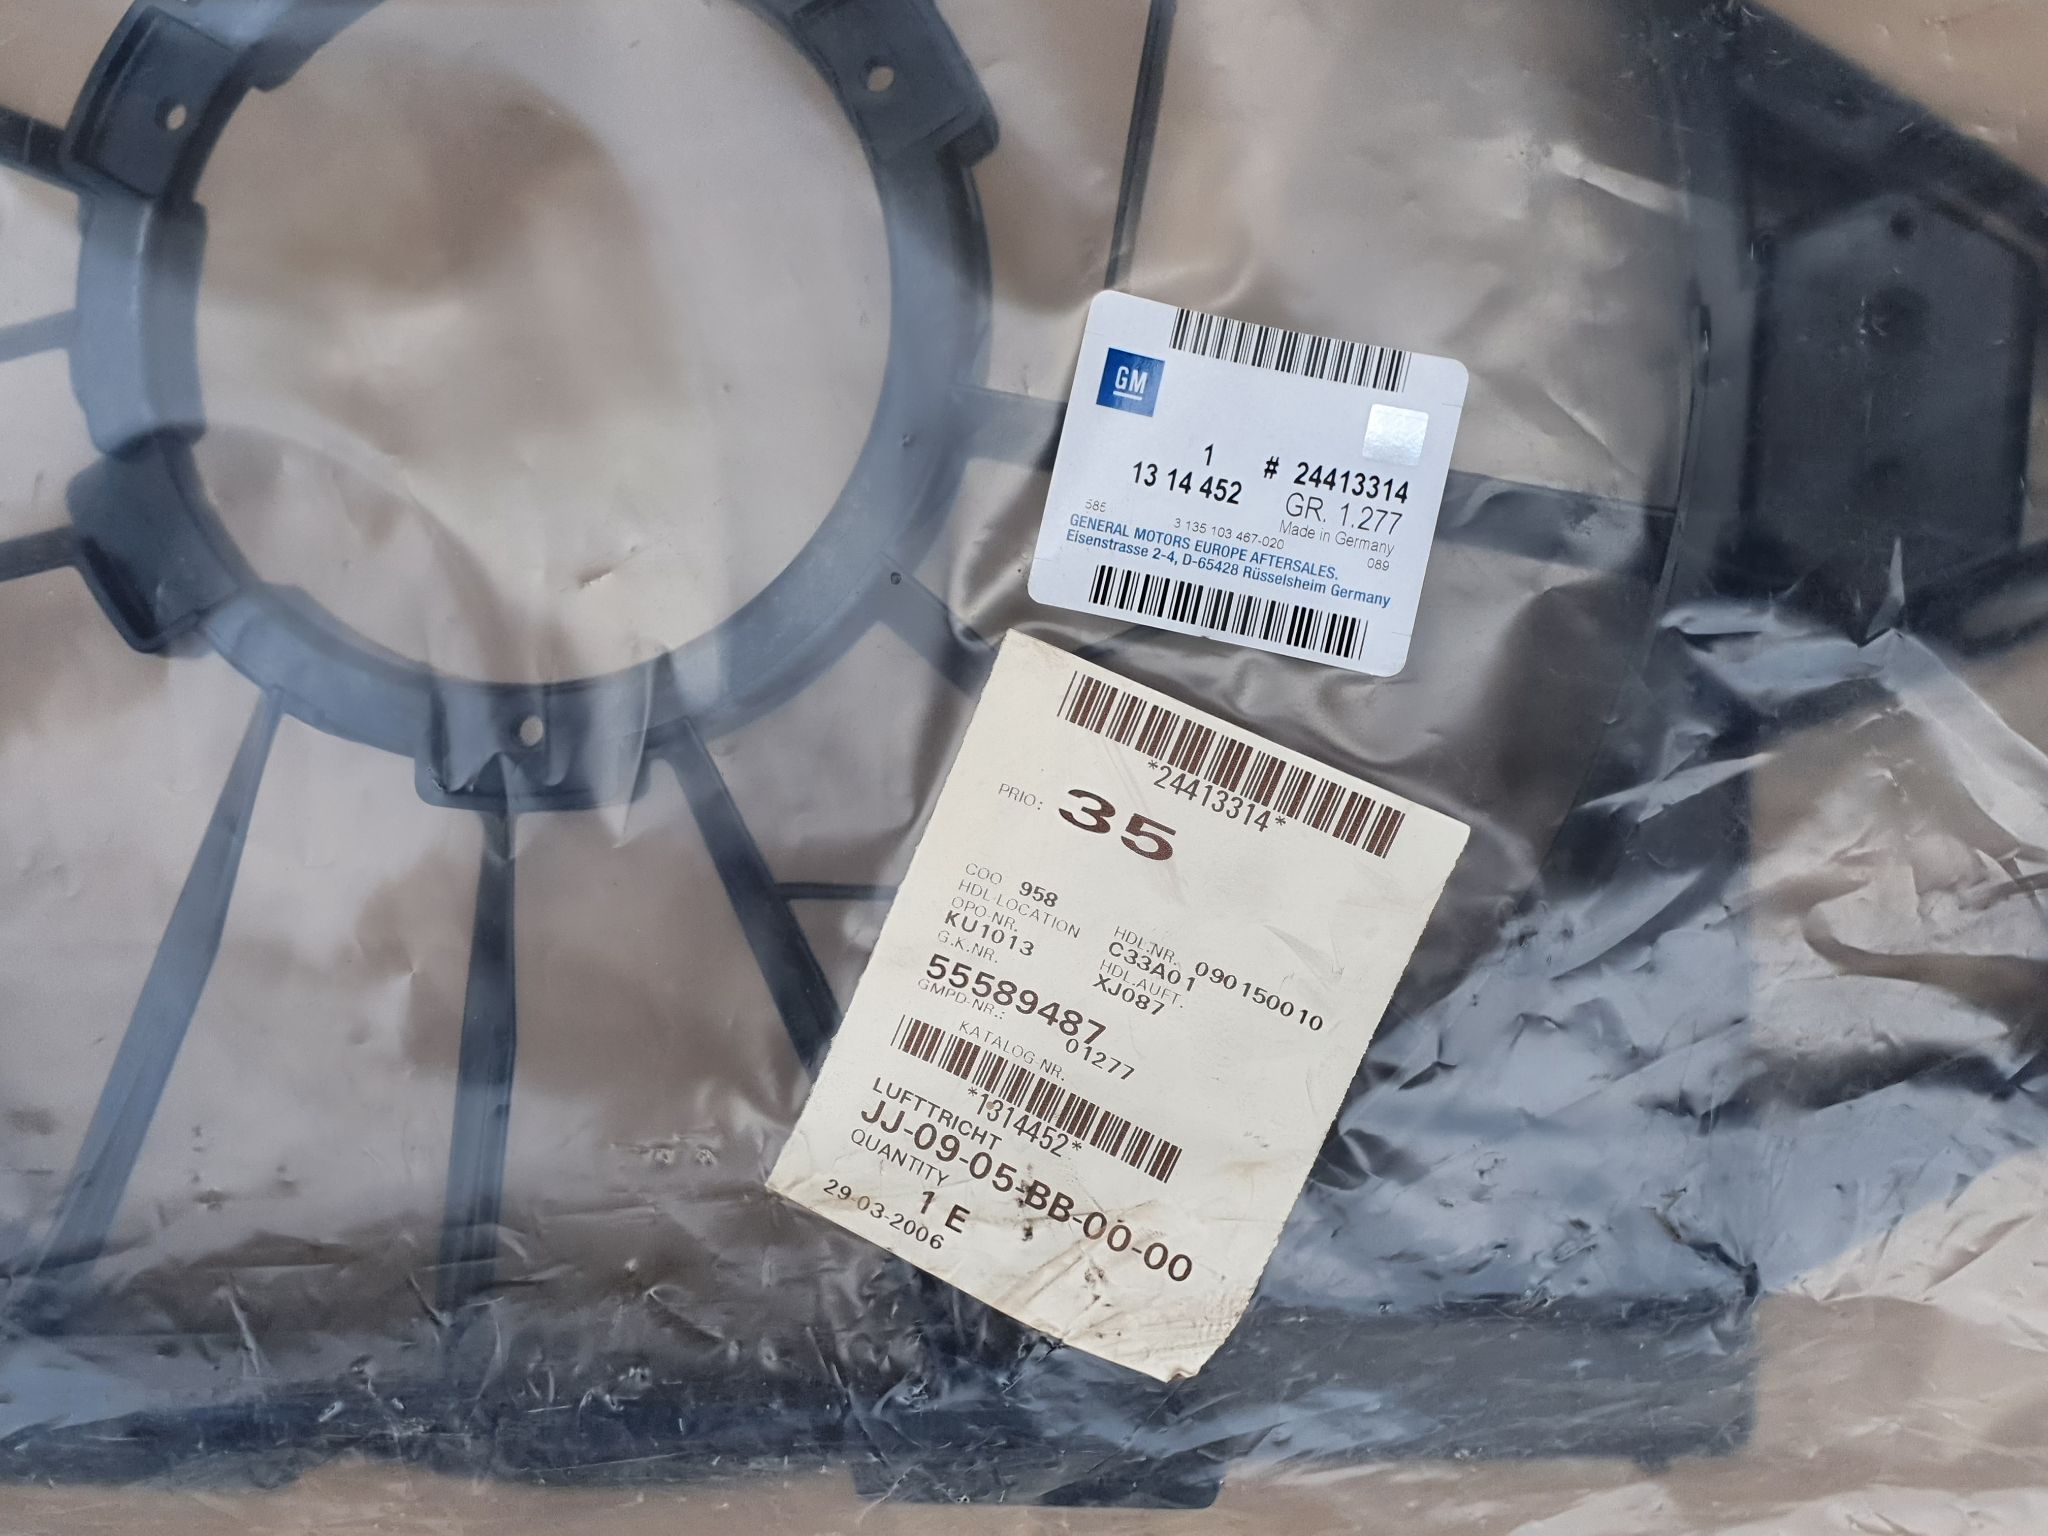 GM
1 # 24413314
13 14 452 GR. 1.277
Made in Germany
585 3 135 103 467-020 089
GENERAL MOTORS EUROPE AFTERSALES.
Eisenstrasse 2-4, D-65428 Rüsselsheim Germany
*24413314*
PRIO: 35
COO 958
HDL-LOCATION HDL-NR. 090150010
OPO-NR. C33A01
KU1013 HDL.AUFT.
G.K.NR. XJ087
55589487
GMPD-NR.: 01277
KATALOG-NR.
*1314452*
LUFTTRICHT
JJ-09-05-BB-00-00
QUANTITY
1 E
29-03-2006